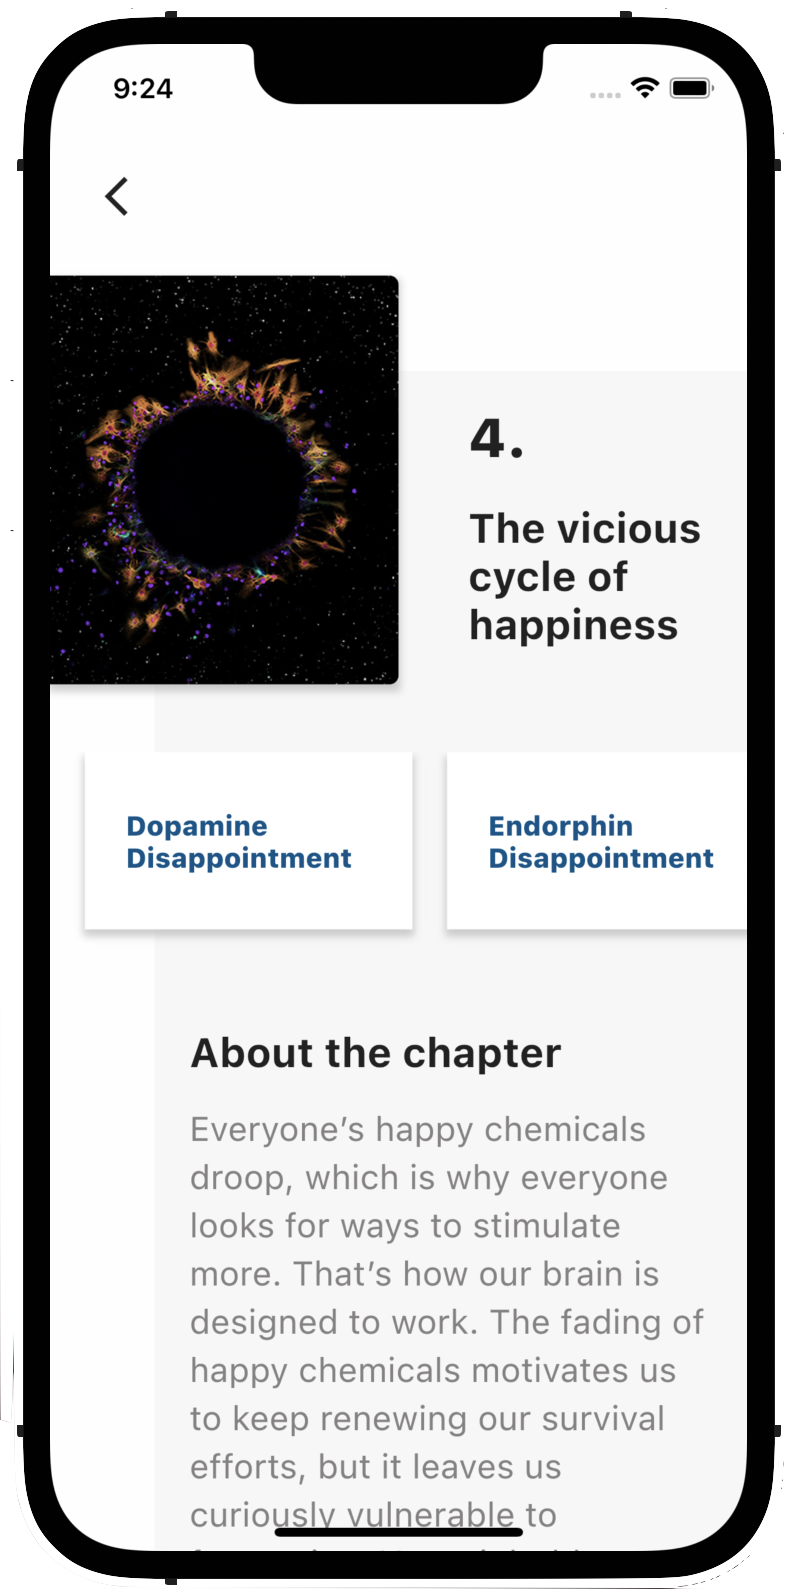 9:24
4.
The vicious
cycle of
happiness
Dopamine
Disappointment
Endorphin
Disappointment
About the chapter
Everyone’s happy chemicals
droop, which is why everyone
looks for ways to stimulate
more. That’s how our brain is
designed to work. The fading of
happy chemicals motivates us
to keep renewing our survival
efforts, but it leaves us
curiously vulnerable to